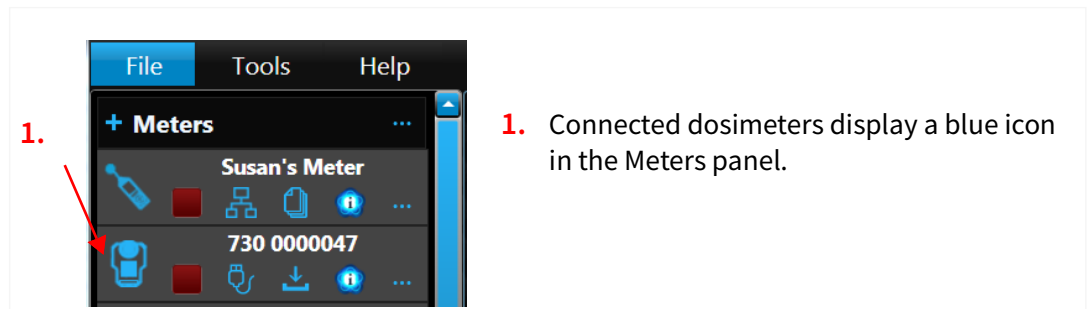 File Tools Help
+ Meters ...
1.
Susan's Meter
...
730 0000047
...
1. Connected dosimeters display a blue icon
in the Meters panel.